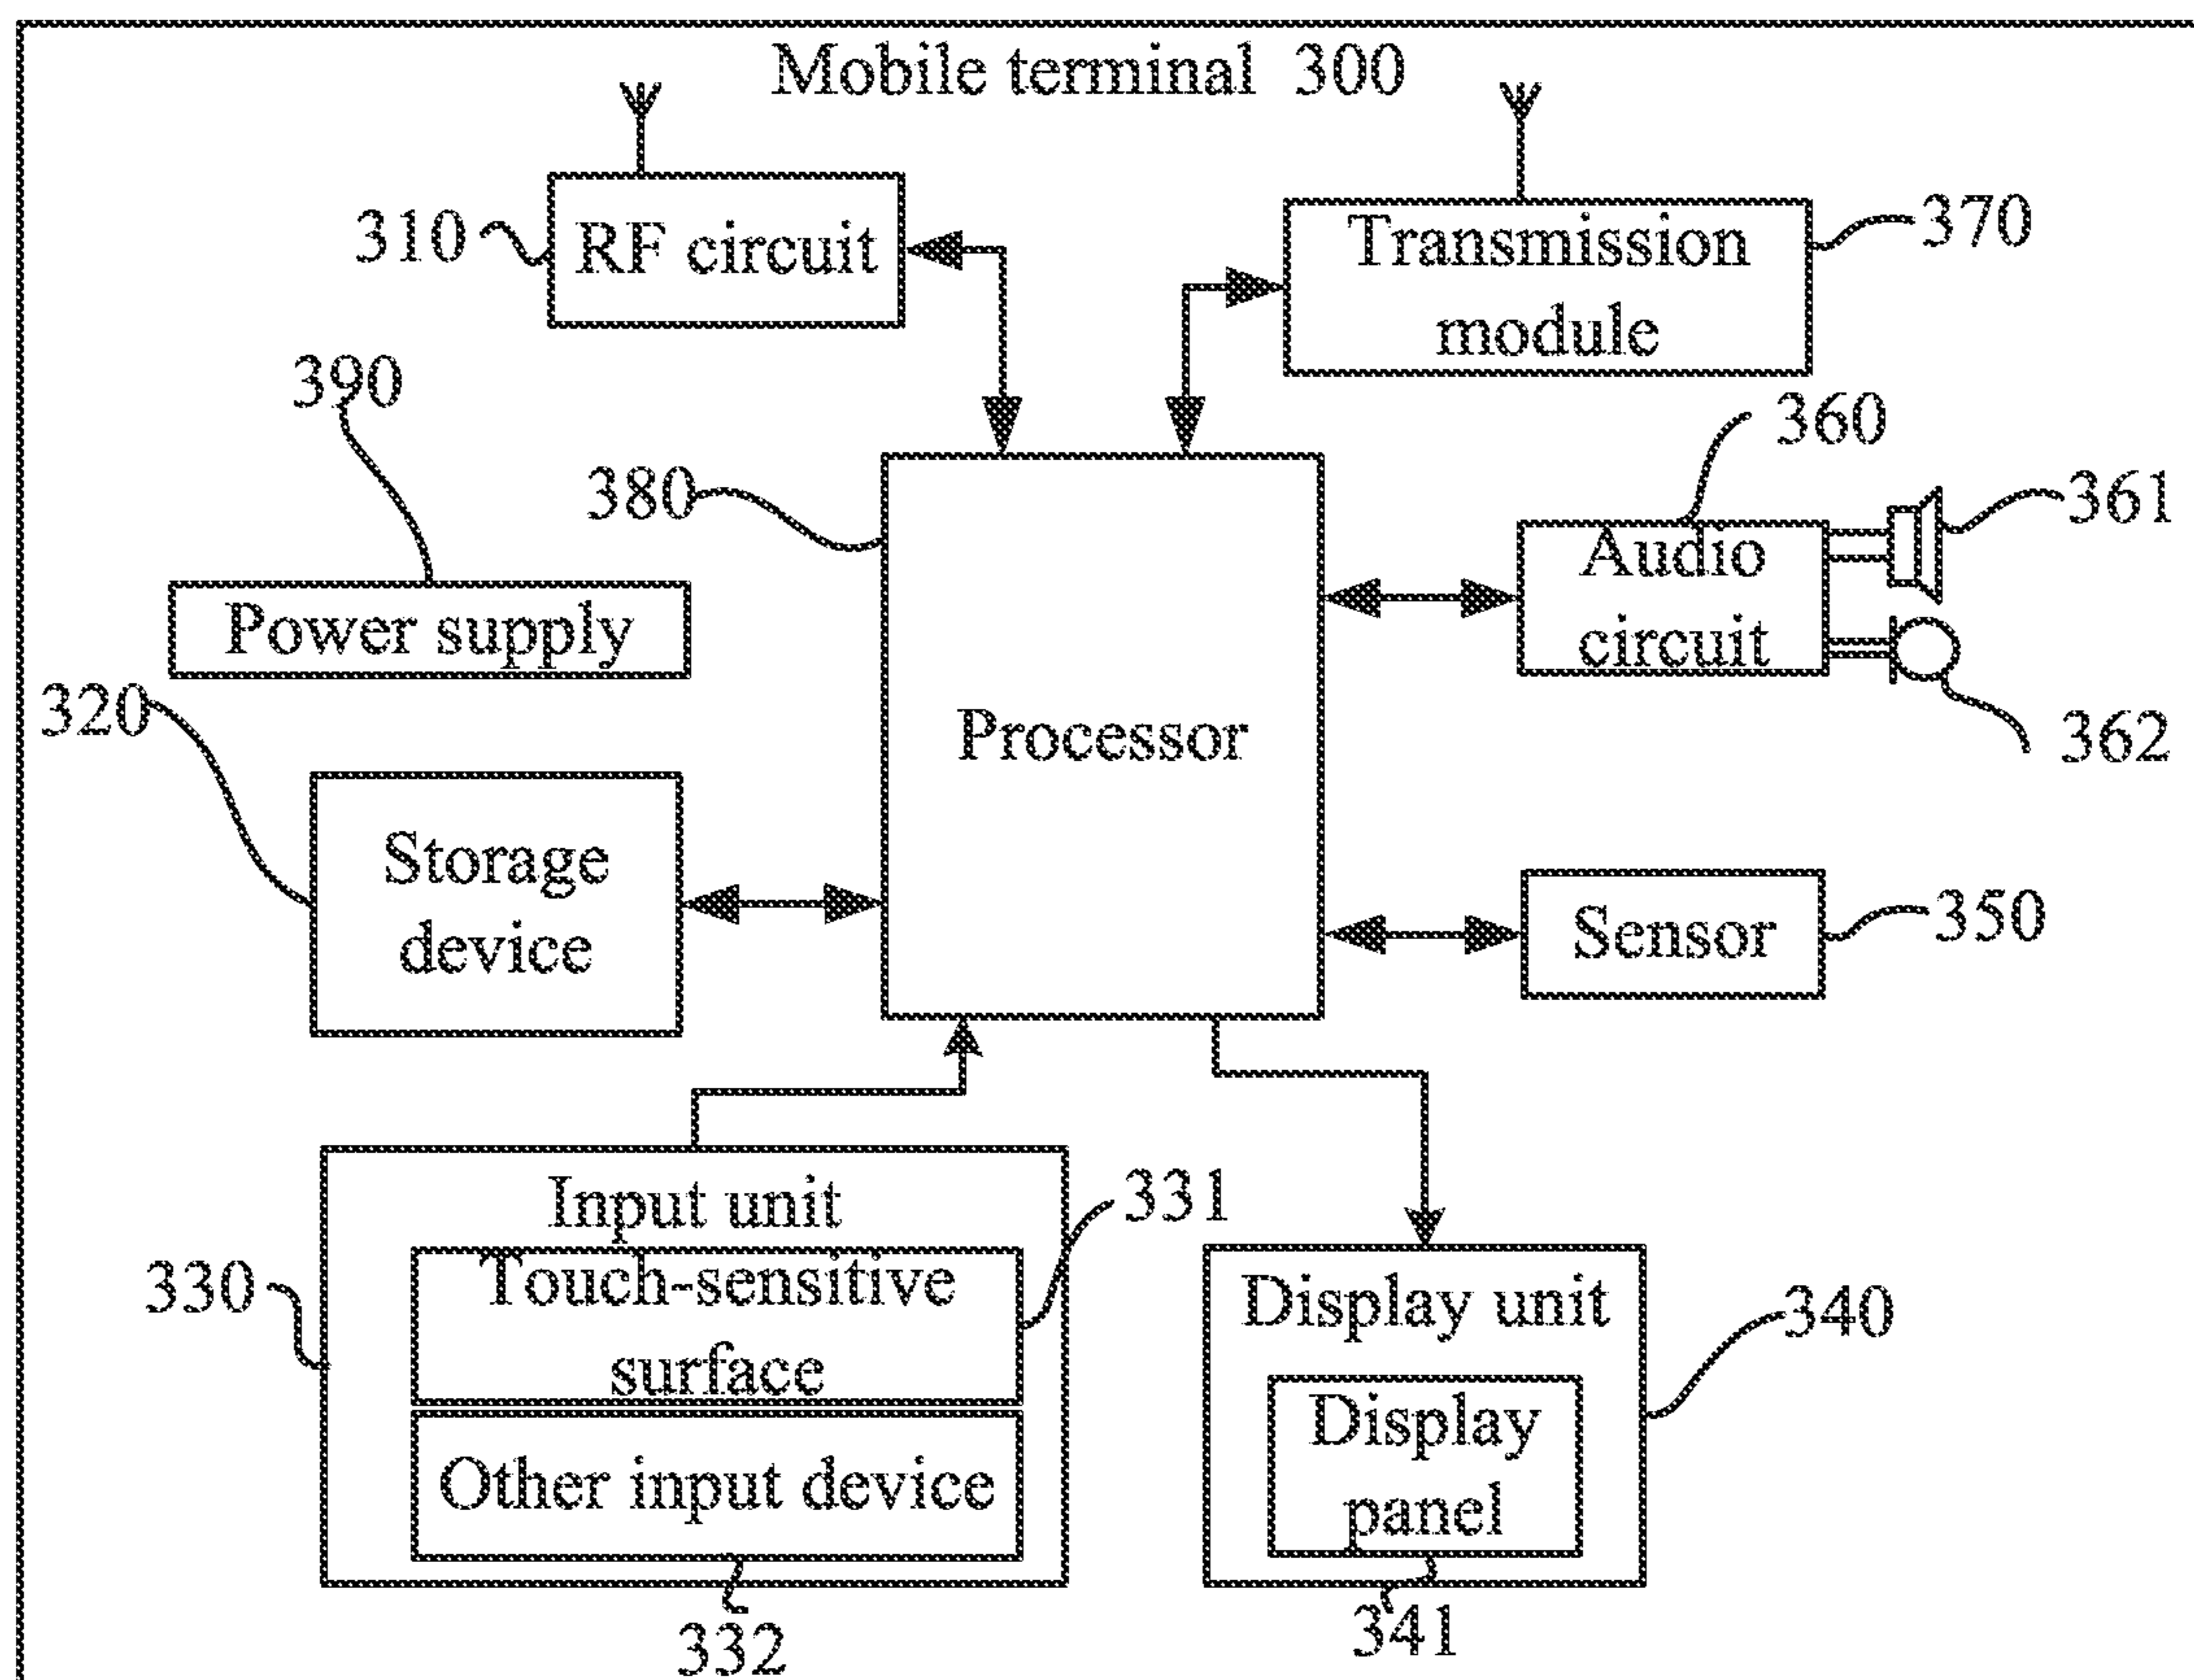 Mobile terminal 300
310
RF circuit
Transmission
module
370
390
380
360
361
Power supply
Audio
circuit
320
Processor
362
Storage
device
Sensor
350
Input unit
331
330
Touch-sensitive
surface
Display unit
340
Other input device
Display
panel
332
341